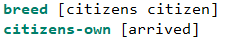 breed [citizens citizen]
citizens-own [arrived]